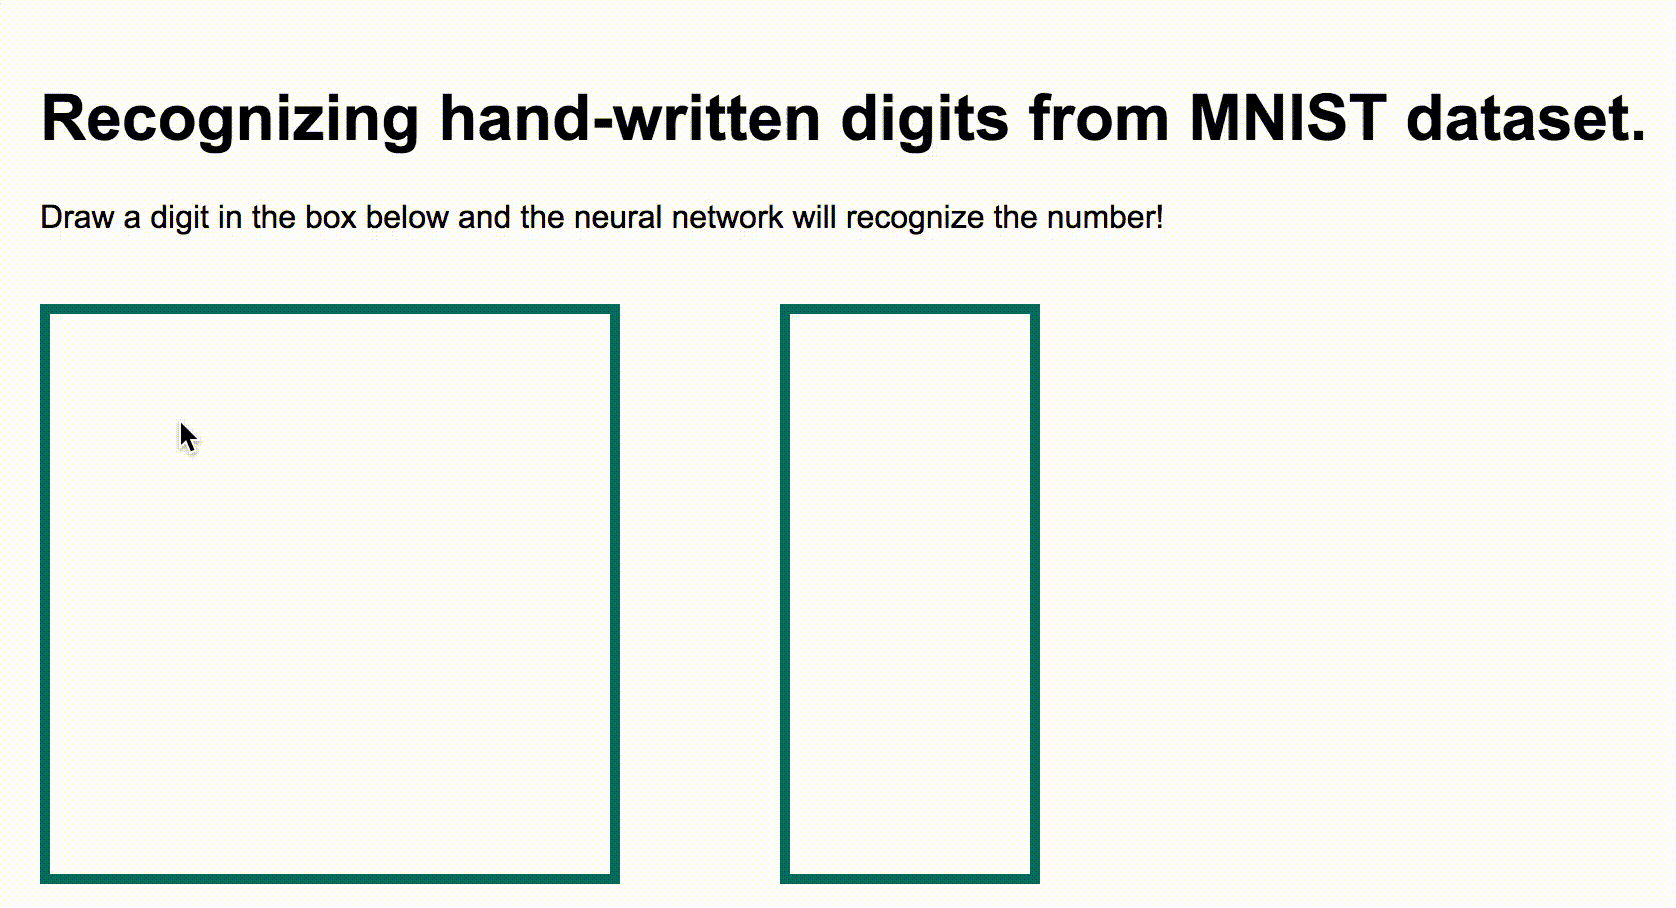 Recognizing hand-written digits from MNIST dataset.
Draw a digit in the box below and the neural network will recognize the number!